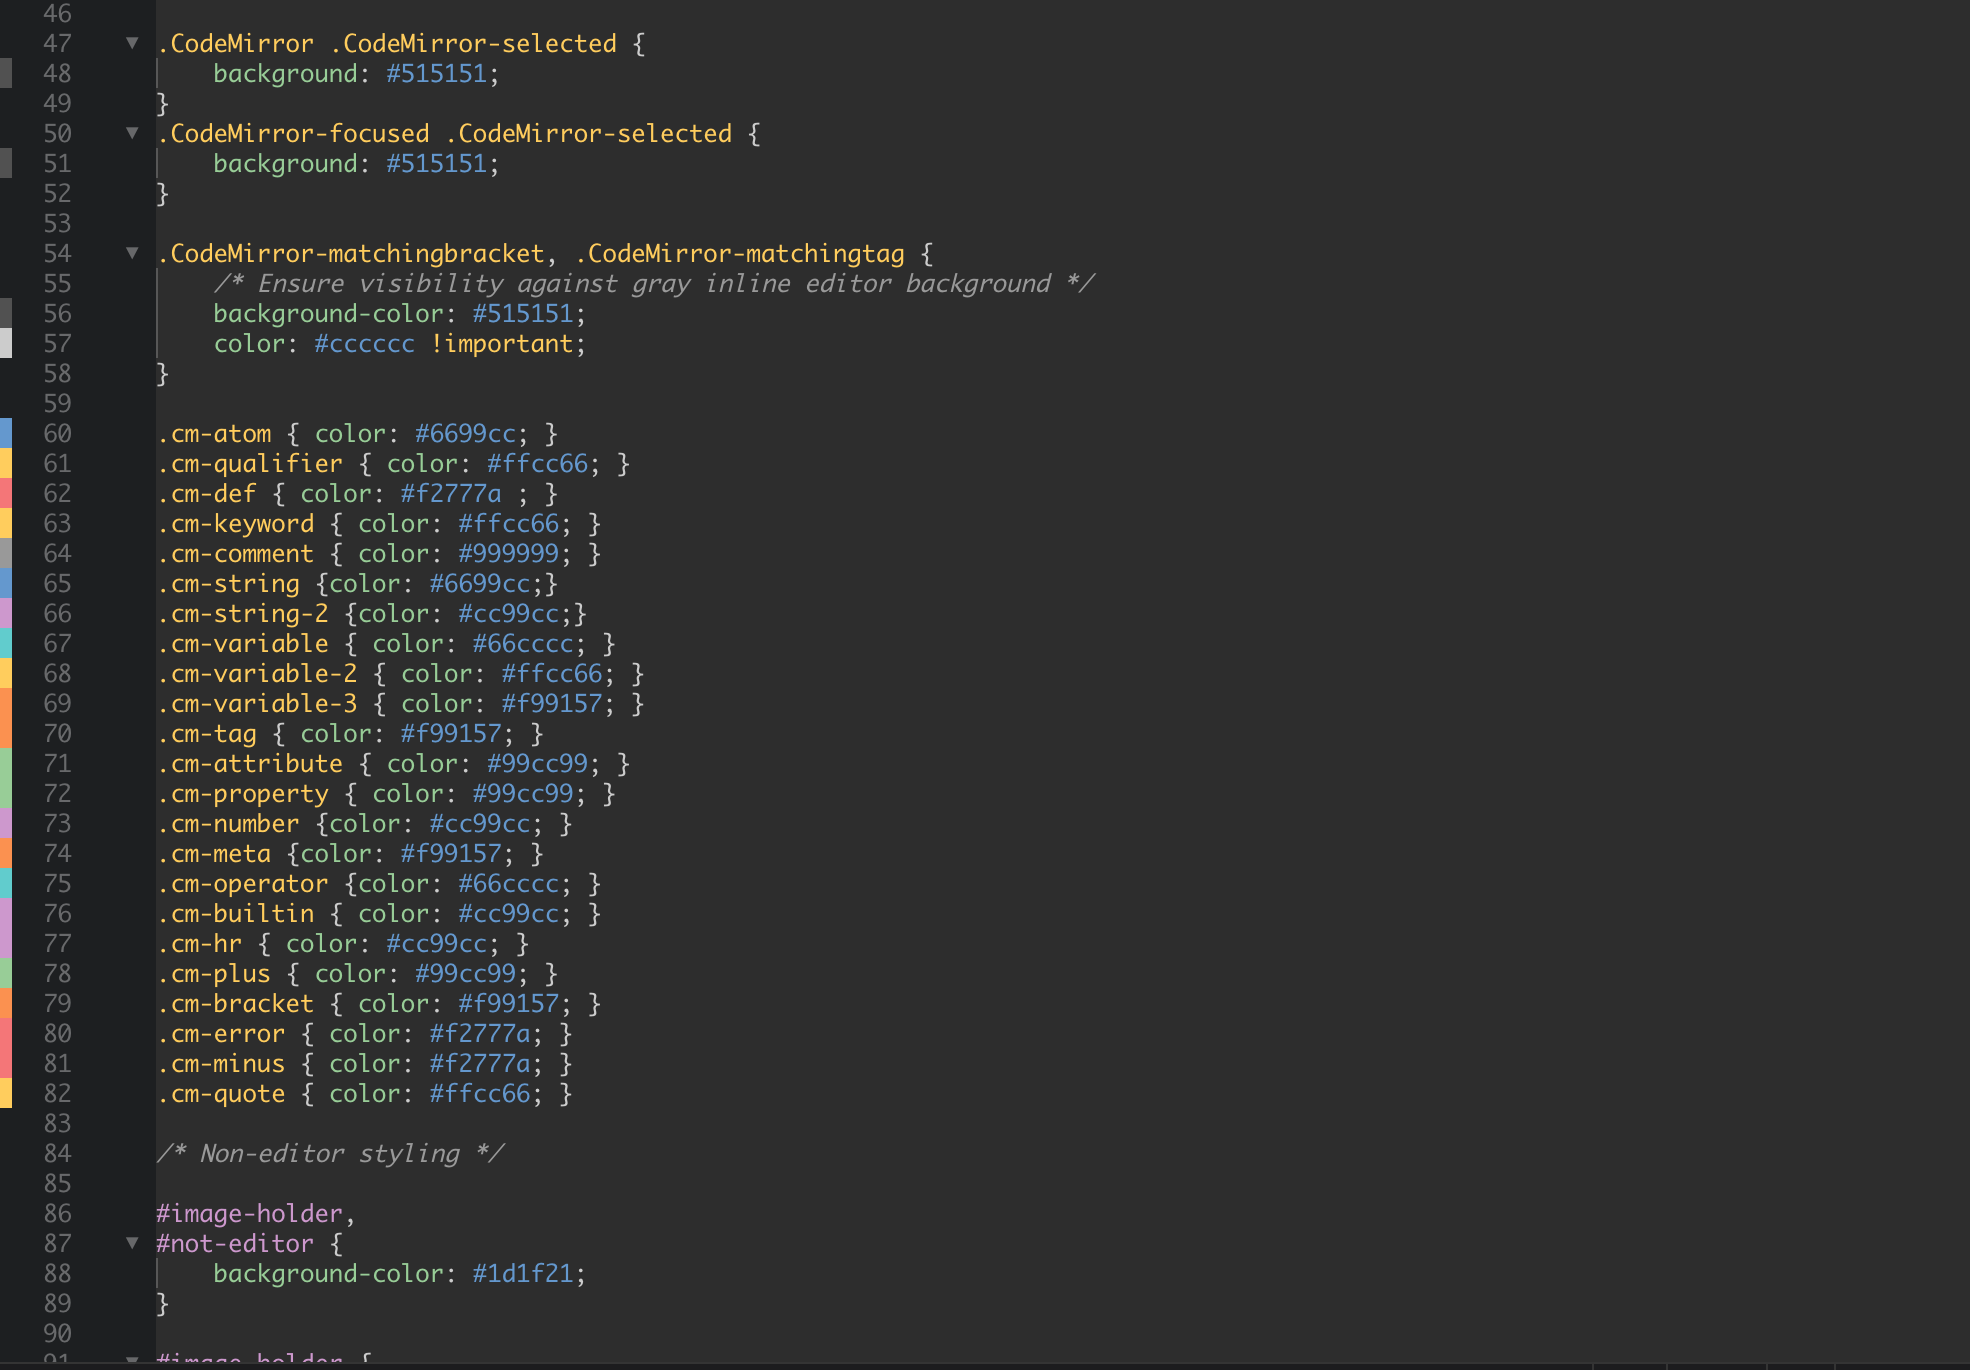 46
47 ▼ .CodeMirror .CodeMirror-selected {
48 background: #515151;
49 }
50 ▼ .CodeMirror-focused .CodeMirror-selected {
51 background: #515151;
52 }
53
54 ▼ .CodeMirror-matchingbracket, .CodeMirror-matchingtag {
55 /* Ensure visibility against gray inline editor background */
56 background-color: #515151;
57 color: #cccccc !important;
58 }
59
60 .cm-atom { color: #6699cc; }
61 .cm-qualifier { color: #ffcc66; }
62 .cm-def { color: #f2777a ; }
63 .cm-keyword { color: #ffcc66; }
64 .cm-comment { color: #999999; }
65 .cm-string {color: #6699cc;}
66 .cm-string-2 {color: #cc99cc;}
67 .cm-variable { color: #66cccc; }
68 .cm-variable-2 { color: #ffcc66; }
69 .cm-variable-3 { color: #f99157; }
70 .cm-tag { color: #f99157; }
71 .cm-attribute { color: #99cc99; }
72 .cm-property { color: #99cc99; }
73 .cm-number {color: #cc99cc; }
74 .cm-meta {color: #f99157; }
75 .cm-operator {color: #66cccc; }
76 .cm-builtin { color: #cc99cc; }
77 .cm-hr { color: #cc99cc; }
78 .cm-plus { color: #99cc99; }
79 .cm-bracket { color: #f99157; }
80 .cm-error { color: #f2777a; }
81 .cm-minus { color: #f2777a; }
82 .cm-quote { color: #ffcc66; }
83
84 /* Non-editor styling */
85
86 #image-holder,
87 ▼ #not-editor {
88 background-color: #1d1f21;
89 }
90
91 ▼ #image-holder {